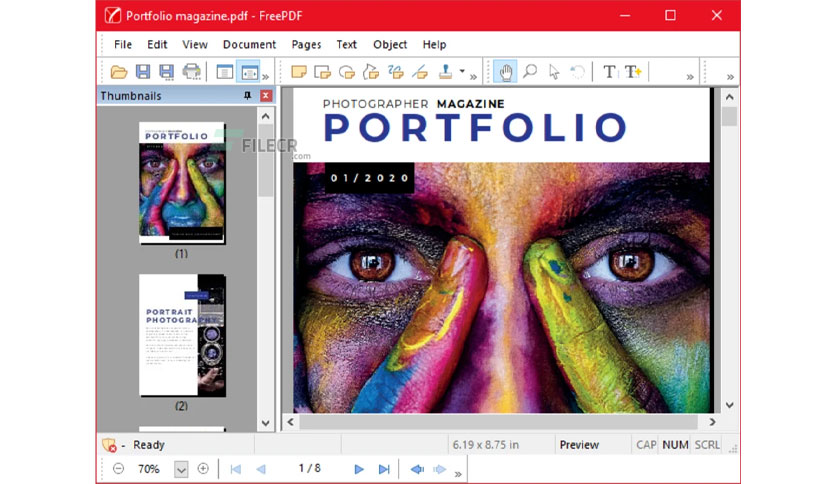 Portfolio magazine.pdf - FreePDF
File Edit View Document Pages Text Object Help
Thumbnails
PORTFOLIO
(1)
PORTRAIT
PHOTOGRAPHY
(2)
FILECR
.com
PHOTOGRAPHER MAGAZINE
PORTFOLIO
01/2020
- Ready
6.19 x 8.75 in
Preview
CAP NUM SCRL
70%
1 / 8